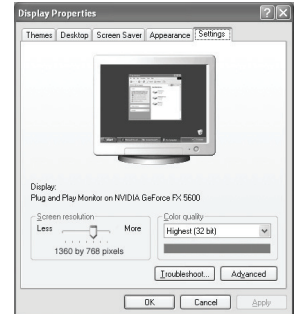 Display Properties
Themes Desktop Screen Saver Appearance Settings
Display:
Plug and Play Monitor on NVIDIA GeForce FX 5600
Screen resolution
Less More
1360 by 768 pixels
Color quality
Highest (32 bit)
Troubleshoot... Advanced
OK Cancel Apply